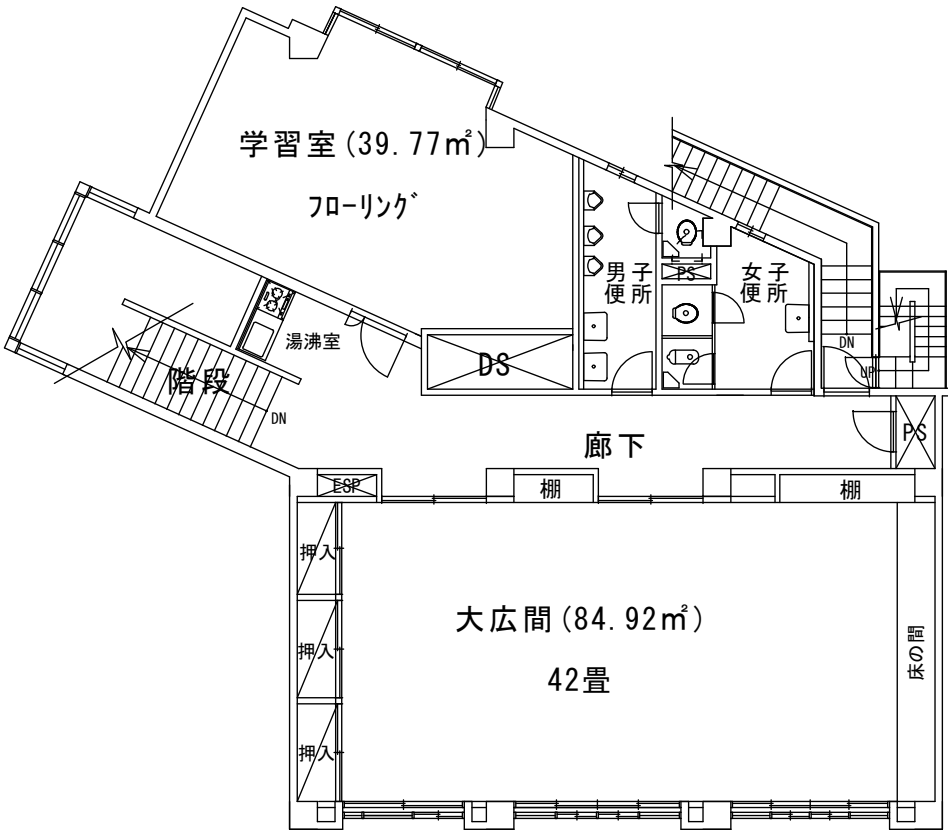 学習室(39.77㎡)
フローリング
男子
便所
PS
女子
便所
湯沸室
DS
階段
DN
DN
UP
廊下
PS
ESP
棚
棚
押入
大広間(84.92㎡)
押入
42畳
床の間
押入